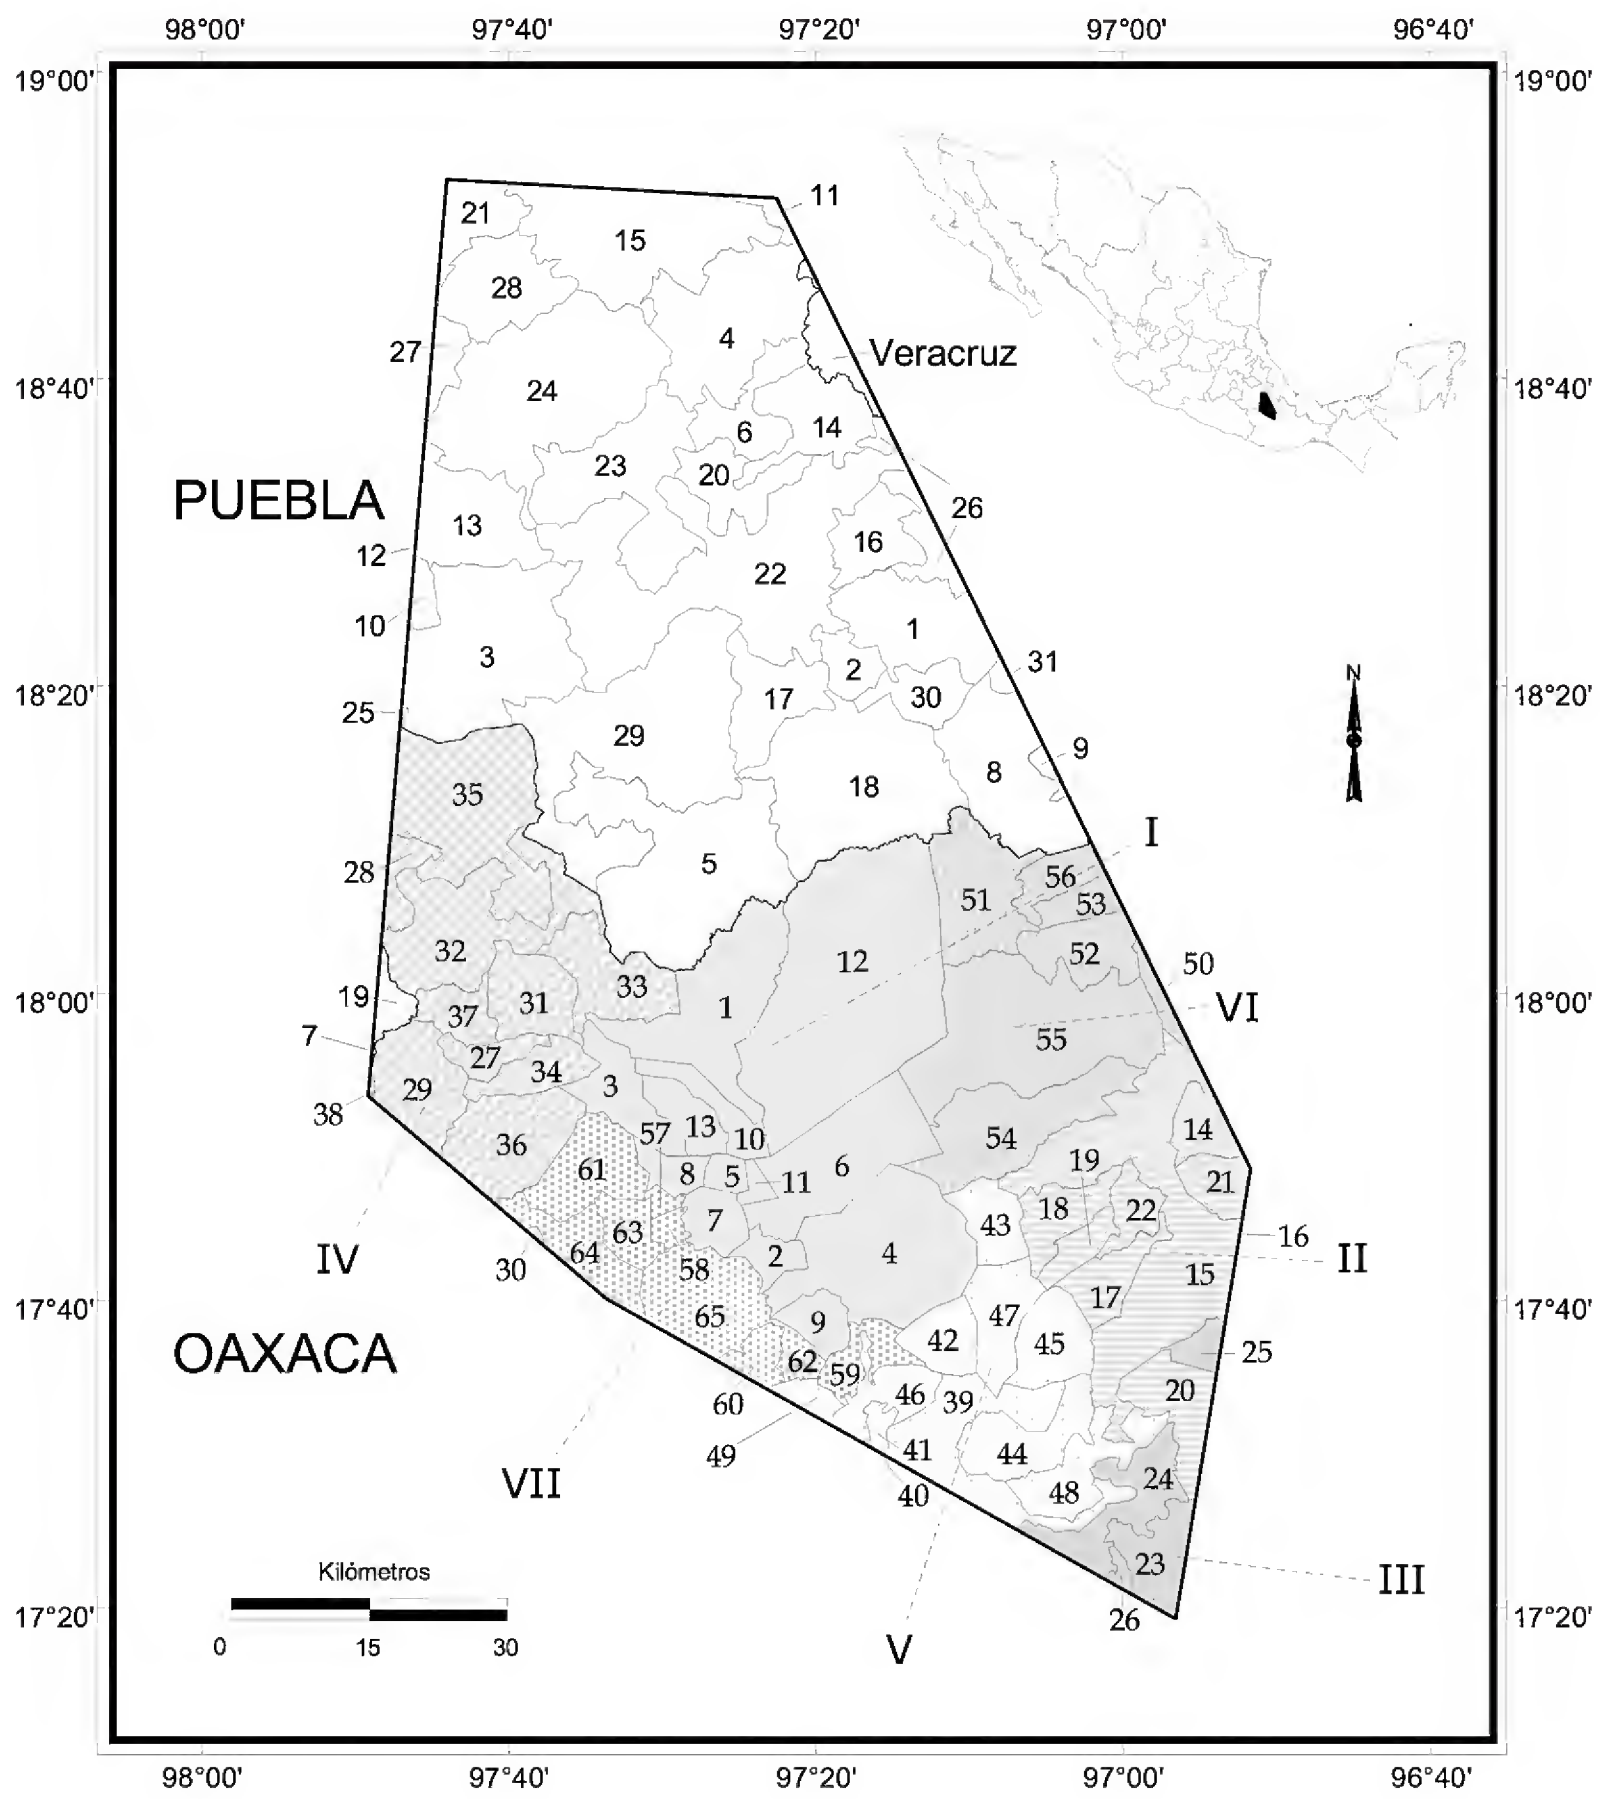 98°00' 97°40' 97°20' 97°00' 96°40'
19°00' 19°00'
11
21
15
28
4
27
Veracruz
18°40' 18°40'
24
6 14
23
20
PUEBLA
26
13
12
16
22
10
1
3
2 31
18°20' 17 30
N
18°20'
25
29
9
8
18
35
I
5
28
56
51 53
32 12 52
50
33
19 31 18°00' 18°00'
37 1 VI
7
27 55
34
29 3
38
57 13 10 54 14
36
61 8 5 11 6 19 21
18 22
7 43
63 16
IV 64 2 4 II
30 58 15
17
17°40' 65 9 47 17°40'
42 45
OAXACA 25
62 59
20
60 46 39
49 41 44
24
VII 48
40
23
Kilómetros III
26
17°20' 17°20'
0 15 30
V
98°00' 97°40' 97°20' 97°00' 96°40'